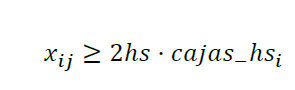 x_{ij} ≥ 2hs · cajas_hs_i